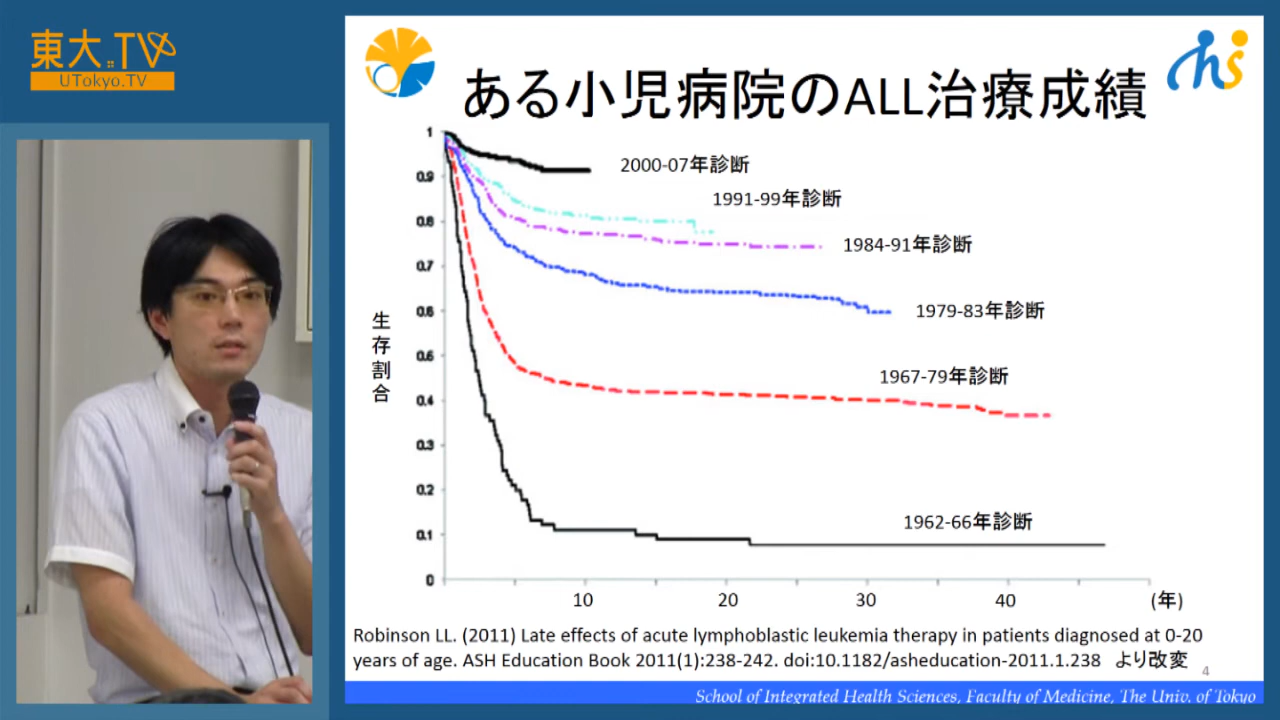 東大.TV
UTokyo.TV
ある小児病院のALL治療成績
生存割合
1
0.9
0.8
0.7
0.6
0.5
0.4
0.3
0.2
0.1
0
2000-07年診断
1991-99年診断
1984-91年診断
1979-83年診断
1967-79年診断
1962-66年診断
10 20 30 40 (年)
Robinson LL. (2011) Late effects of acute lymphoblastic leukemia therapy in patients diagnosed at 0-20
years of age. ASH Education Book 2011(1):238-242. doi:10.1182/asheducation-2011.1.238 より改変
4
School of Integrated Health Sciences, Faculty of Medicine, The Univ. of Tokyo